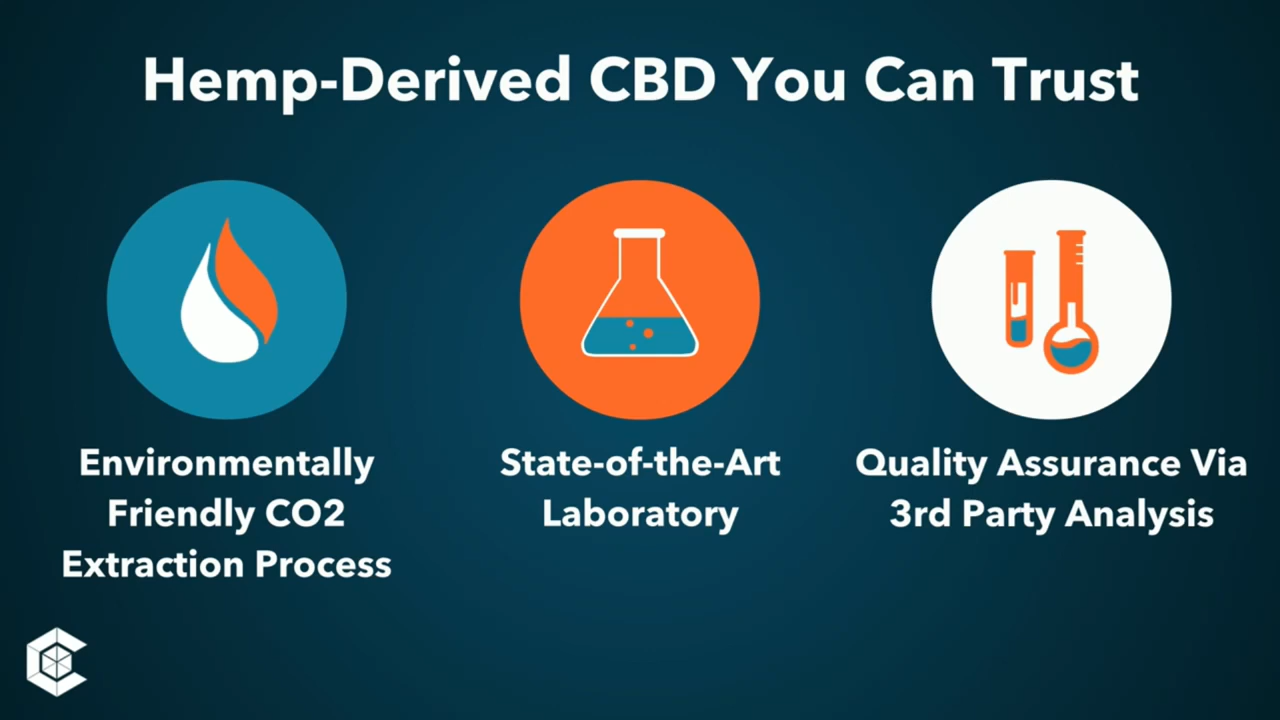 Hemp-Derived CBD You Can Trust
Environmentally
Friendly CO2
Extraction Process
State-of-the-Art
Laboratory
Quality Assurance Via
3rd Party Analysis